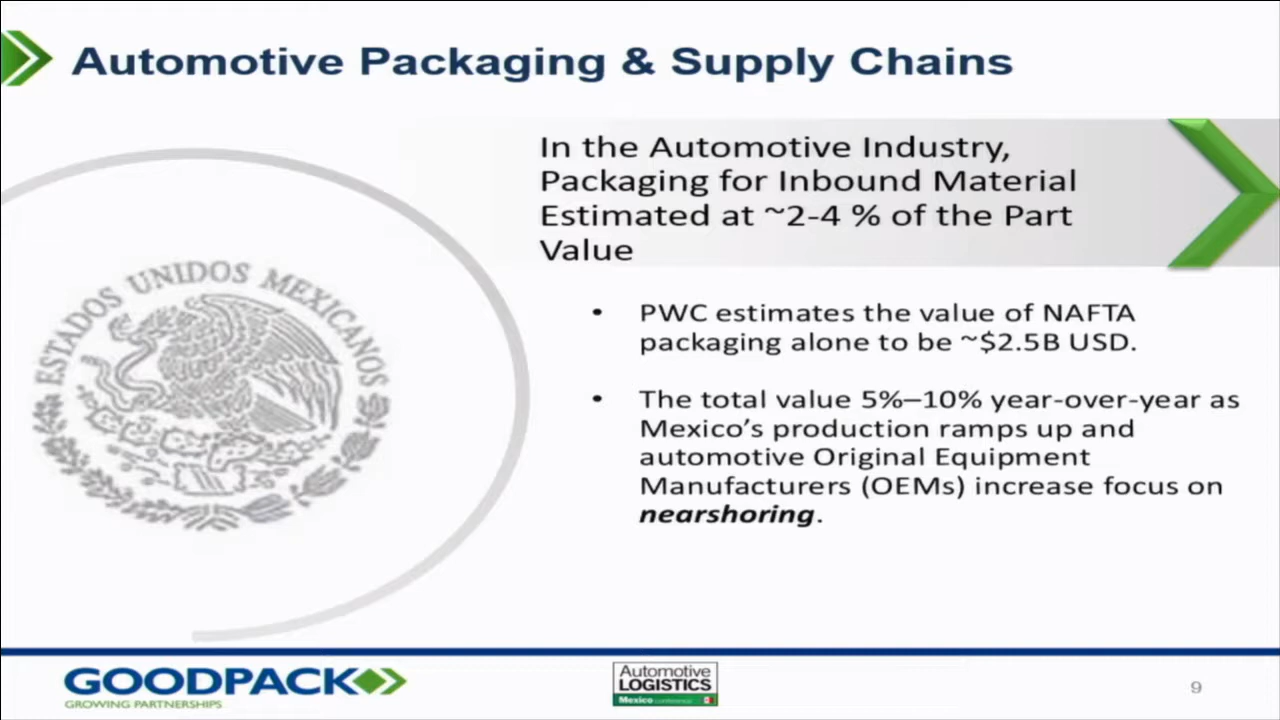 Automotive Packaging & Supply Chains
In the Automotive Industry,
Packaging for Inbound Material
Estimated at ~2-4 % of the Part
Value
• PWC estimates the value of NAFTA
packaging alone to be ~$2.5B USD.
• The total value 5%–10% year-over-year as
Mexico’s production ramps up and
automotive Original Equipment
Manufacturers (OEMs) increase focus on
nearshoring.
ESTADOS UNIDOS MEXICANOS
GOODPACK
GROWING PARTNERSHIPS
Automotive
LOGISTICS
Mexico conference
9